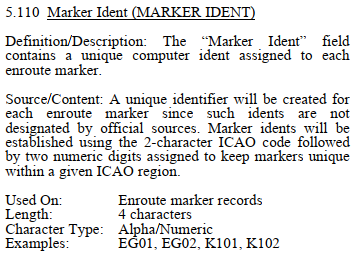 5.110 Marker Ident (MARKER IDENT)
Definition/Description: The “Marker Ident” field
contains a unique computer ident assigned to each
enroute marker.
Source/Content: A unique identifier will be created for
each enroute marker since such idents are not
designated by official sources. Marker idents will be
established using the 2-character ICAO code followed
by two numeric digits assigned to keep markers unique
within a given ICAO region.
Used On: Enroute marker records
Length: 4 characters
Character Type: Alpha/Numeric
Examples: EG01, EG02, K101, K102